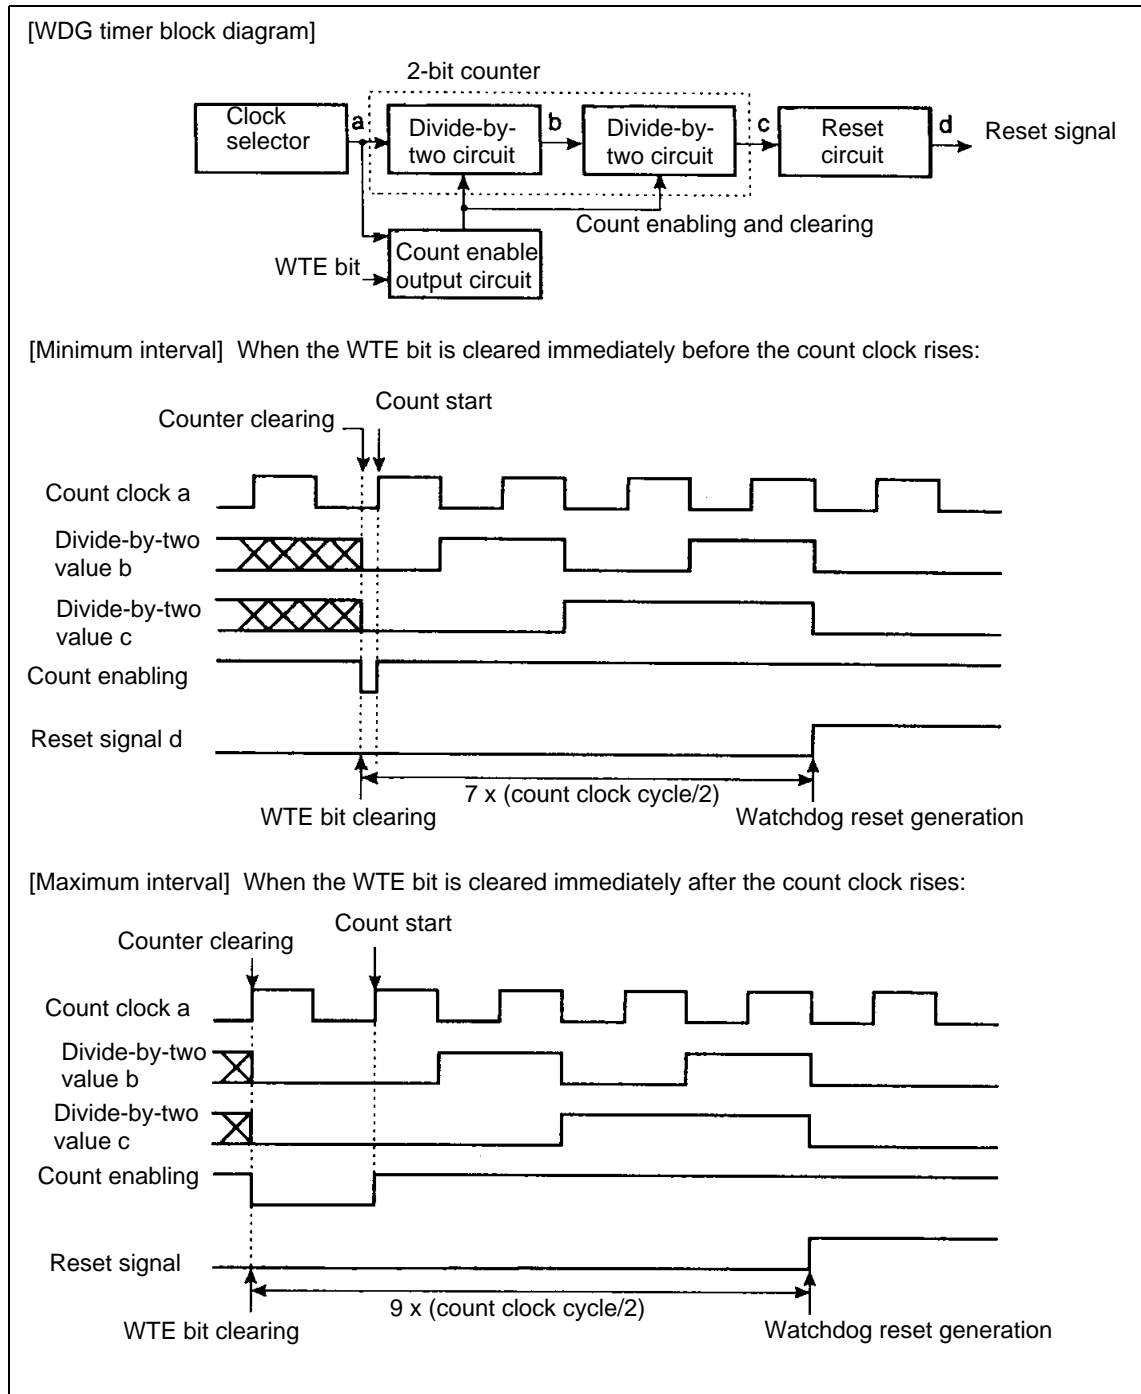 [WDG timer block diagram]
2-bit counter
Clock
selector
a
Divide-by-
two circuit
b
Divide-by-
two circuit
c
Reset
circuit
d
Reset signal
Count enabling and clearing
WTE bit
Count enable
output circuit
[Minimum interval] When the WTE bit is cleared immediately before the count clock rises:
Count start
Counter clearing
Count clock a
Divide-by-two
value b
Divide-by-two
value c
Count enabling
Reset signal d
7 x (count clock cycle/2)
WTE bit clearing
Watchdog reset generation
[Maximum interval] When the WTE bit is cleared immediately after the count clock rises:
Count start
Counter clearing
Count clock a
Divide-by-two
value b
Divide-by-two
value c
Count enabling
Reset signal
9 x (count clock cycle/2)
WTE bit clearing
Watchdog reset generation